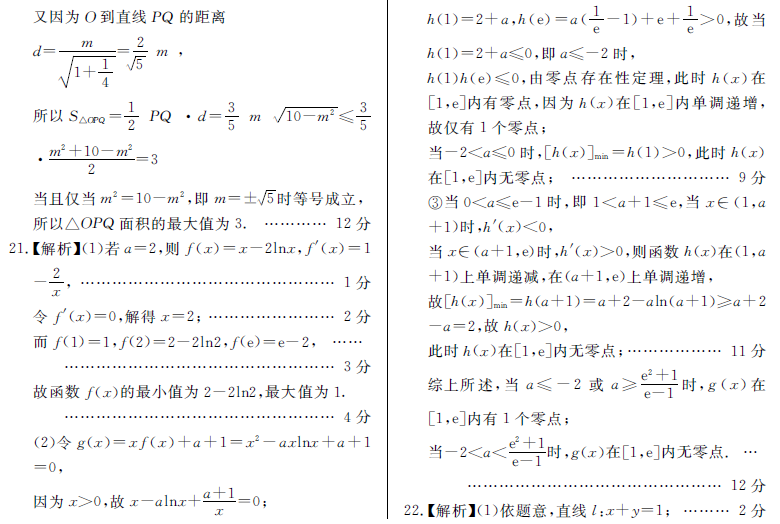 又因为 O 到直线 PQ 的距离
d=m/√(1+1/4)=2/√5 m ,
所以 S△OPQ=1/2 PQ ·d=3/5 m √(10-m²)≤3/5
·(m²+10-m²)/2=3
当且仅当 m²=10-m²,即 m=±√5时等号成立,
所以△OPQ 面积的最大值为 3. ………… 12 分
21.【解析】(1)若 a=2,则 f(x)=x-2lnx,f′(x)=1
-2/x, ………………………………………… 1 分
令 f′(x)=0,解得 x=2; ………………… 2 分
而 f(1)=1,f(2)=2-2ln2,f(e)=e-2, ……
…………………………………………… 3 分
故函数 f(x)的最小值为 2-2ln2,最大值为 1.
…………………………………………… 4 分
(2)令 g(x)=xf(x)+a+1=x²-axlnx+a+1
=0,
因为 x>0,故 x-alnx+(a+1)/x=0;
h(1)=2+a,h(e)=a(1/e-1)+e+1/e>0,故当
h(1)=2+a≤0,即 a≤-2 时,
h(1)h(e)≤0,由零点存在性定理,此时 h(x)在
[1,e]内有零点,因为 h(x)在[1,e]内单调递增,
故仅有 1 个零点;
当-2<a≤0 时,[h(x)]min=h(1)>0,此时 h(x)
在[1,e]内无零点; ………………………… 9 分
③当 0<a≤e-1 时,即 1<a+1≤e,当 x∈(1,a
+1)时,h′(x)<0,
当 x∈(a+1,e)时,h′(x)>0,则函数 h(x)在(1,a
+1)上单调递减,在(a+1,e)上单调递增,
故[h(x)]min=h(a+1)=a+2-aln(a+1)≥a+2
-a=2,故 h(x)>0,
此时 h(x)在[1,e]内无零点;……………… 11 分
综上所述,当 a≤-2 或 a≥(e²+1)/(e-1)时,g(x)在
[1,e]内有 1 个零点;
当-2<a<(e²+1)/(e-1)时,g(x)在[1,e]内无零点. …
………………………………………… 12 分
22.【解析】(1)依题意,直线 l:x+y=1; ……… 2 分